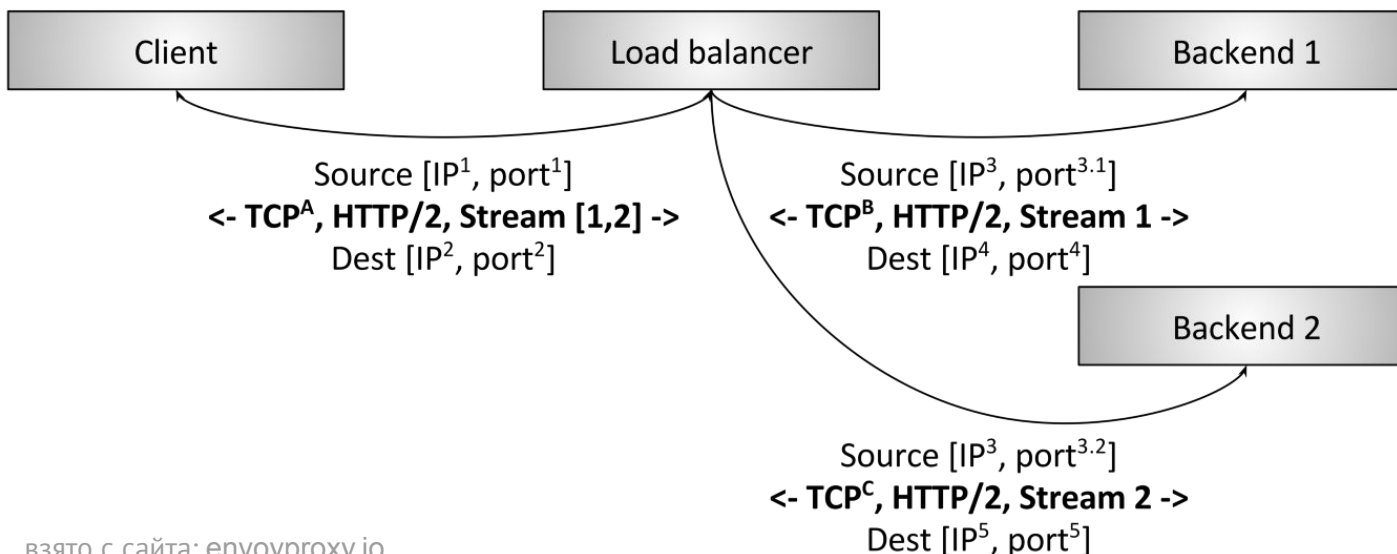 Client
Load balancer
Backend 1
Source [IP¹, port¹]
<- TCPᴬ, HTTP/2, Stream [1,2] ->
Dest [IP², port²]
Source [IP³, port³·¹]
<- TCPᴮ, HTTP/2, Stream 1 ->
Dest [IP⁴, port⁴]
Backend 2
Source [IP³, port³·²]
<- TCPꟲ, HTTP/2, Stream 2 ->
Dest [IP⁵, port⁵]
взято с сайта: envoyproxy.io